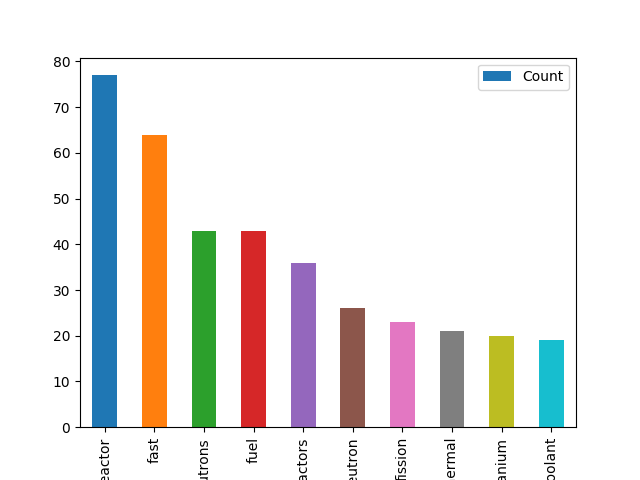 80
70
60
50
40
30
20
10
0
Count
eactor
fast
utrons
fuel
actors
eutron
fission
ermal
anium
oolant